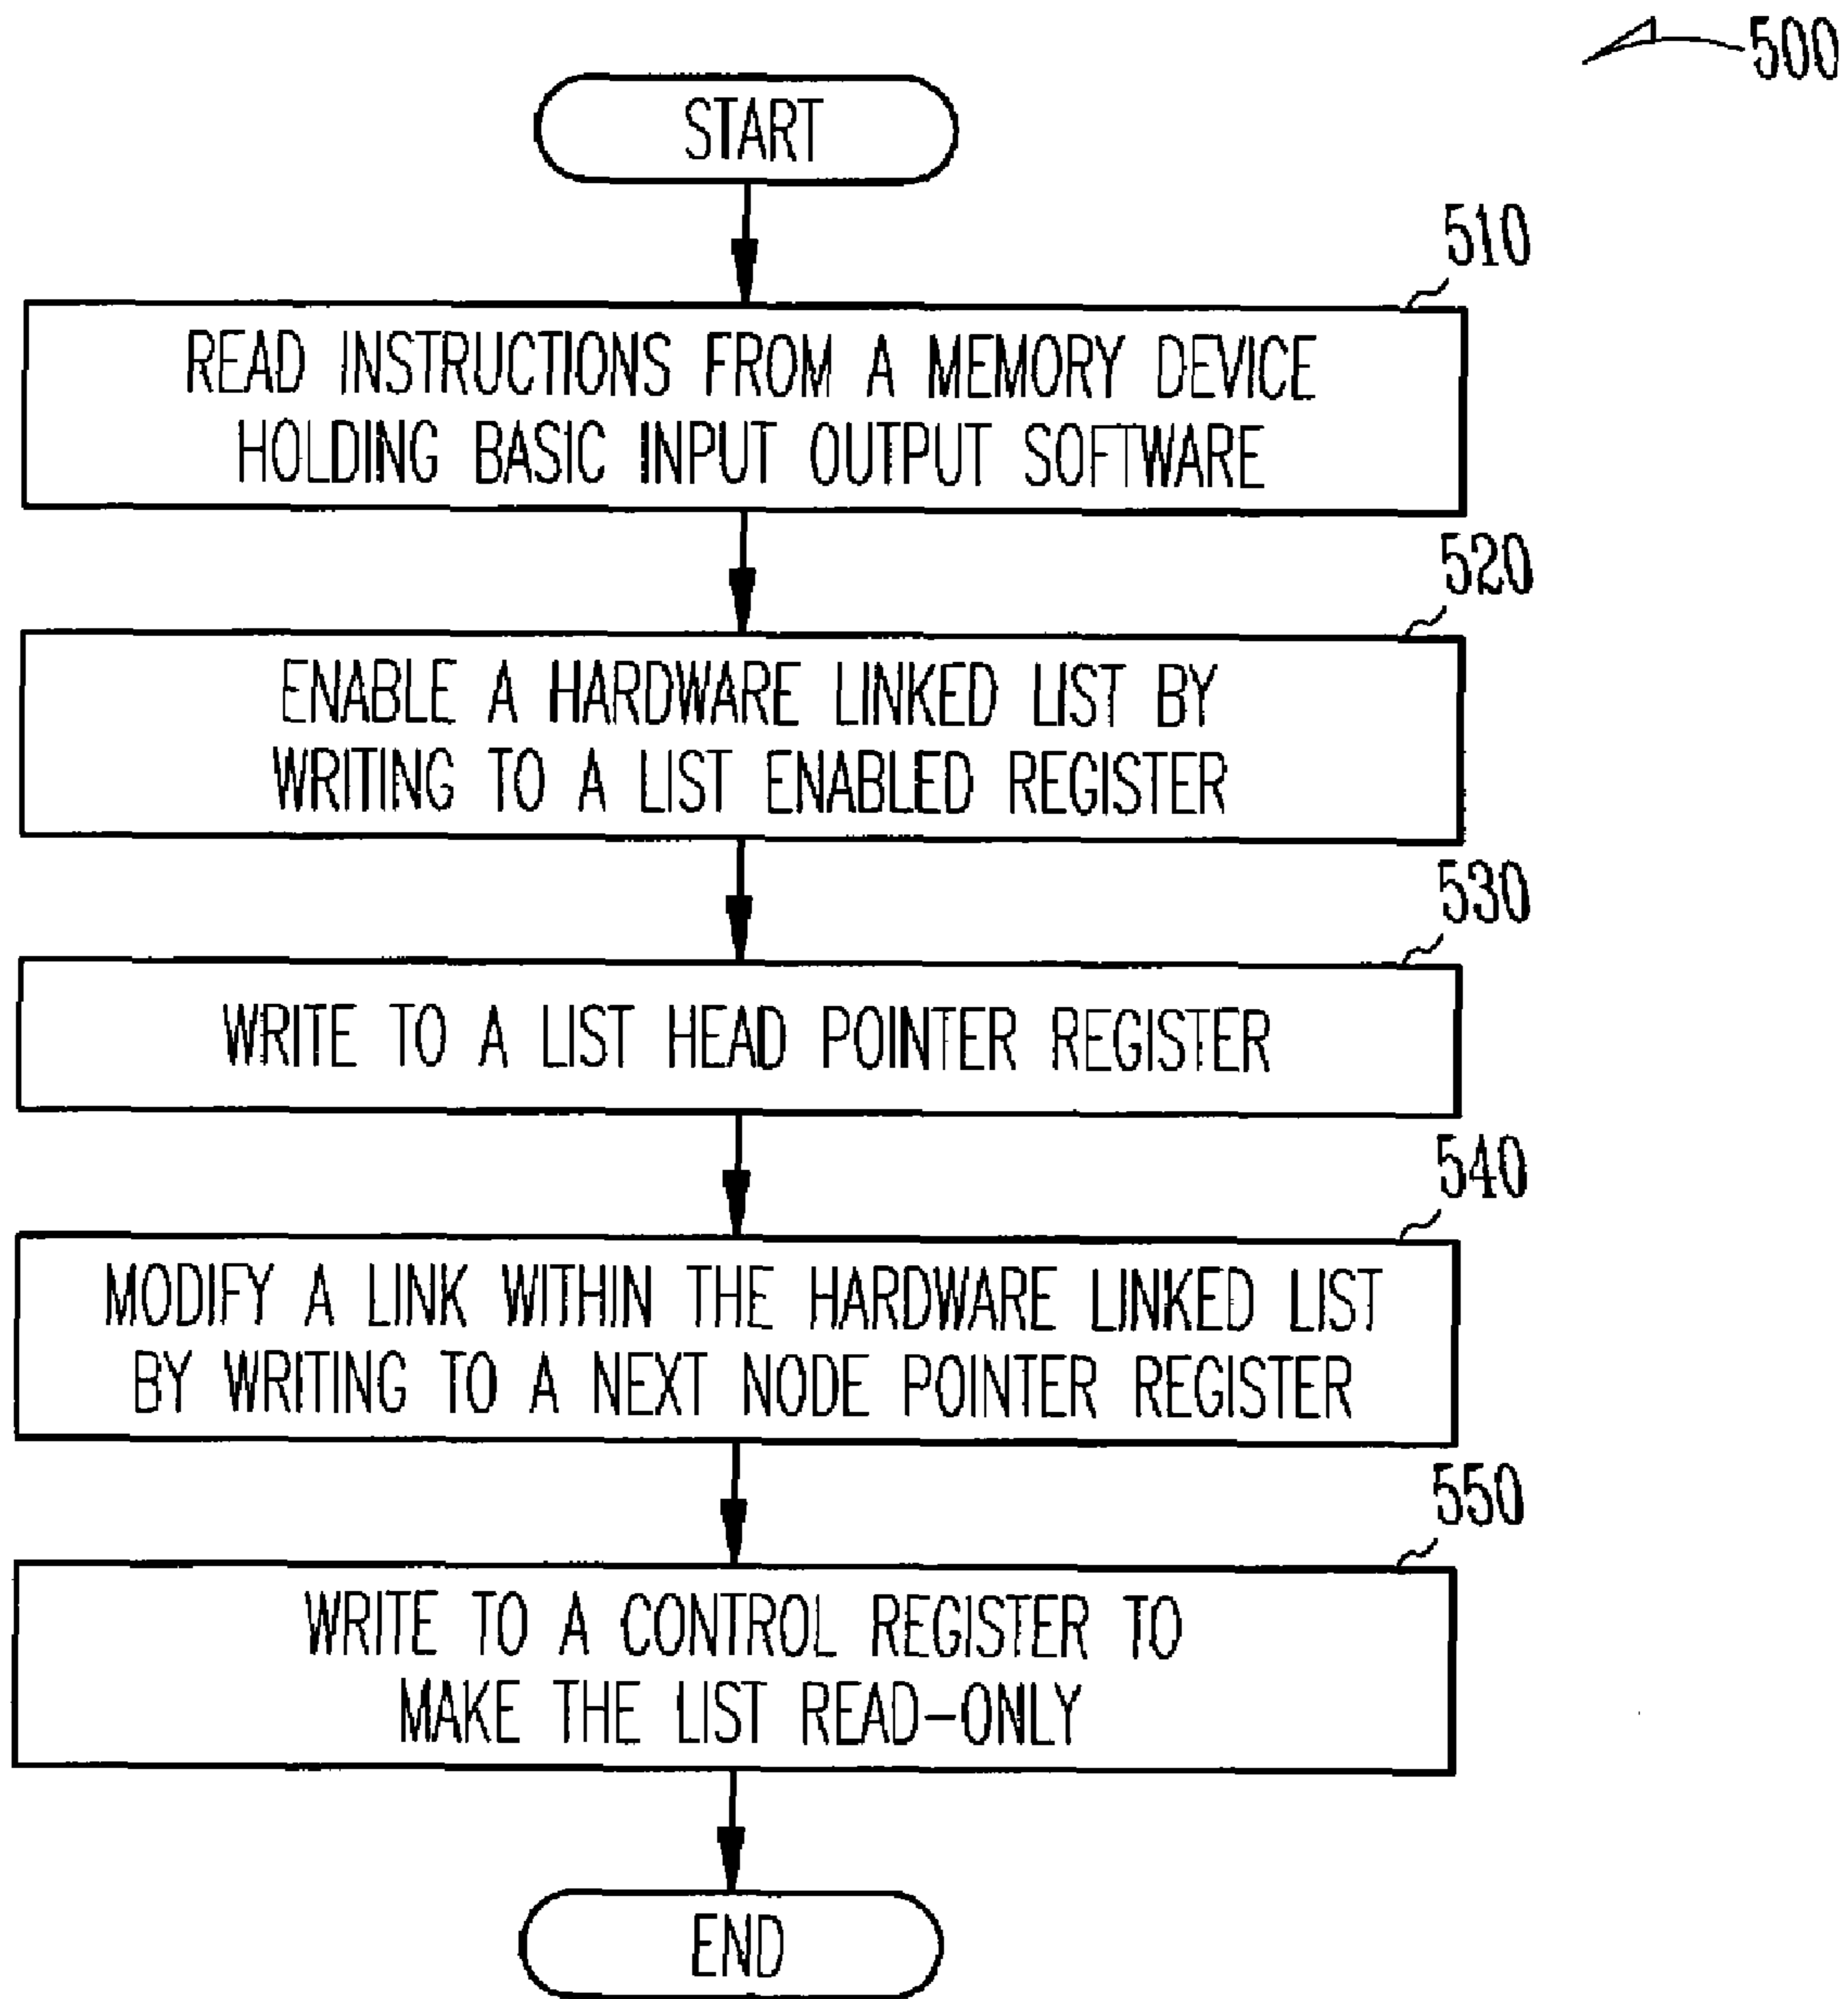 500
START
510
READ INSTRUCTIONS FROM A MEMORY DEVICE
HOLDING BASIC INPUT OUTPUT SOFTWARE
520
ENABLE A HARDWARE LINKED LIST BY
WRITING TO A LIST ENABLED REGISTER
530
WRITE TO A LIST HEAD POINTER REGISTER
540
MODIFY A LINK WITHIN THE HARDWARE LINKED LIST
BY WRITING TO A NEXT NODE POINTER REGISTER
550
WRITE TO A CONTROL REGISTER TO
MAKE THE LIST READ-ONLY
END